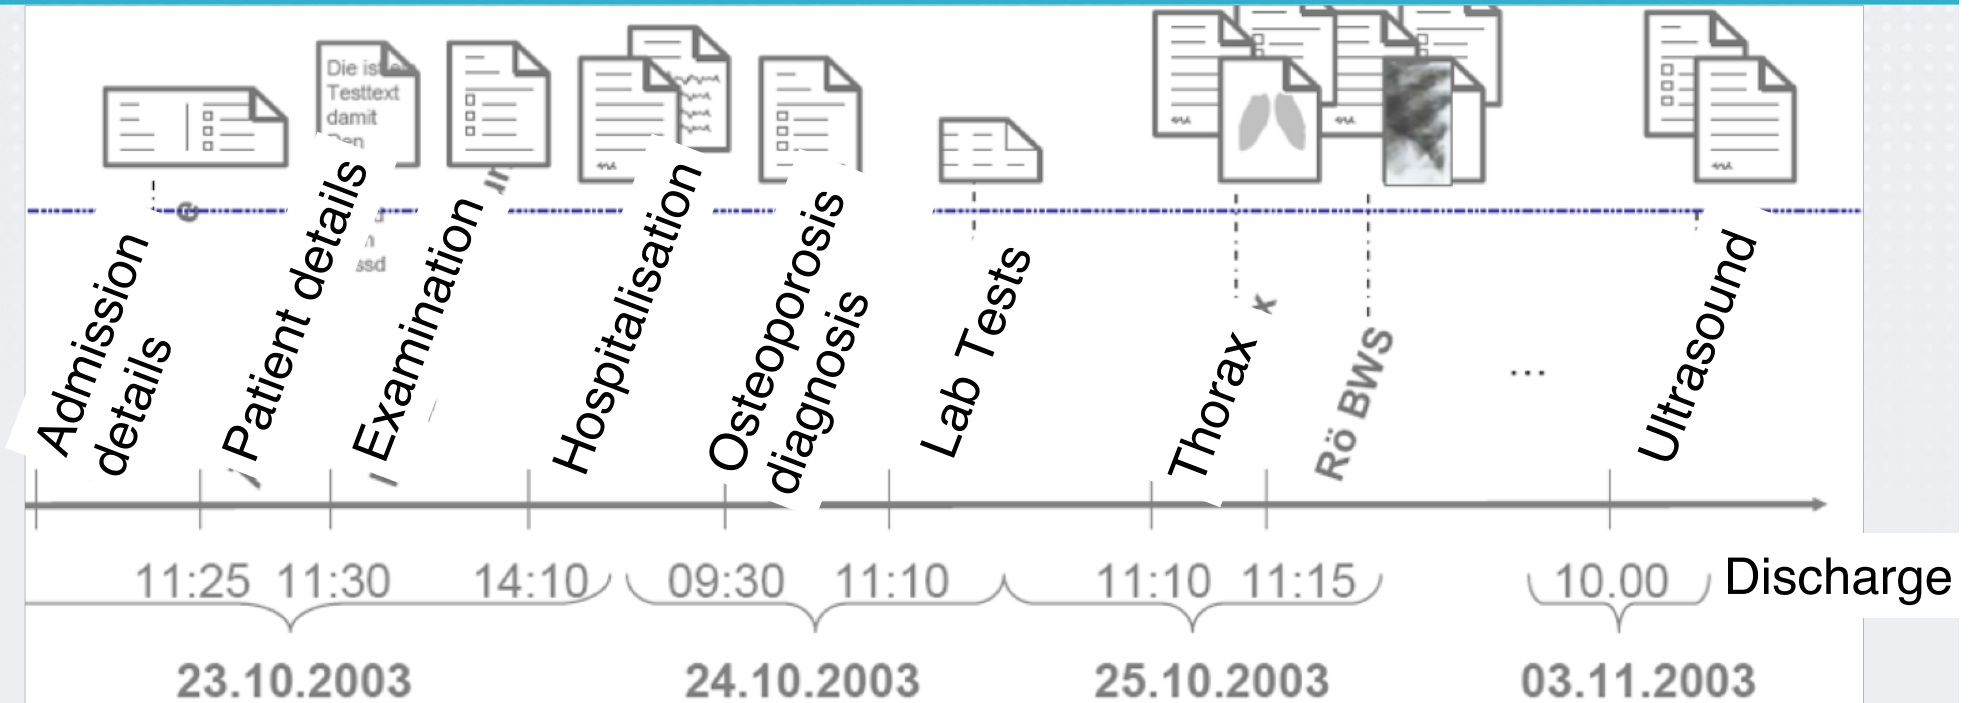 Die ist ein
Testtext
damit
Den
ssd
Admission
details
Patient details
Examination
Hospitalisation
Osteoporosis
diagnosis
Lab Tests
Thorax
Rö BWS
...
Ultrasound
11:25 11:30 14:10 09:30 11:10 11:10 11:15 10.00 Discharge
23.10.2003 24.10.2003 25.10.2003 03.11.2003